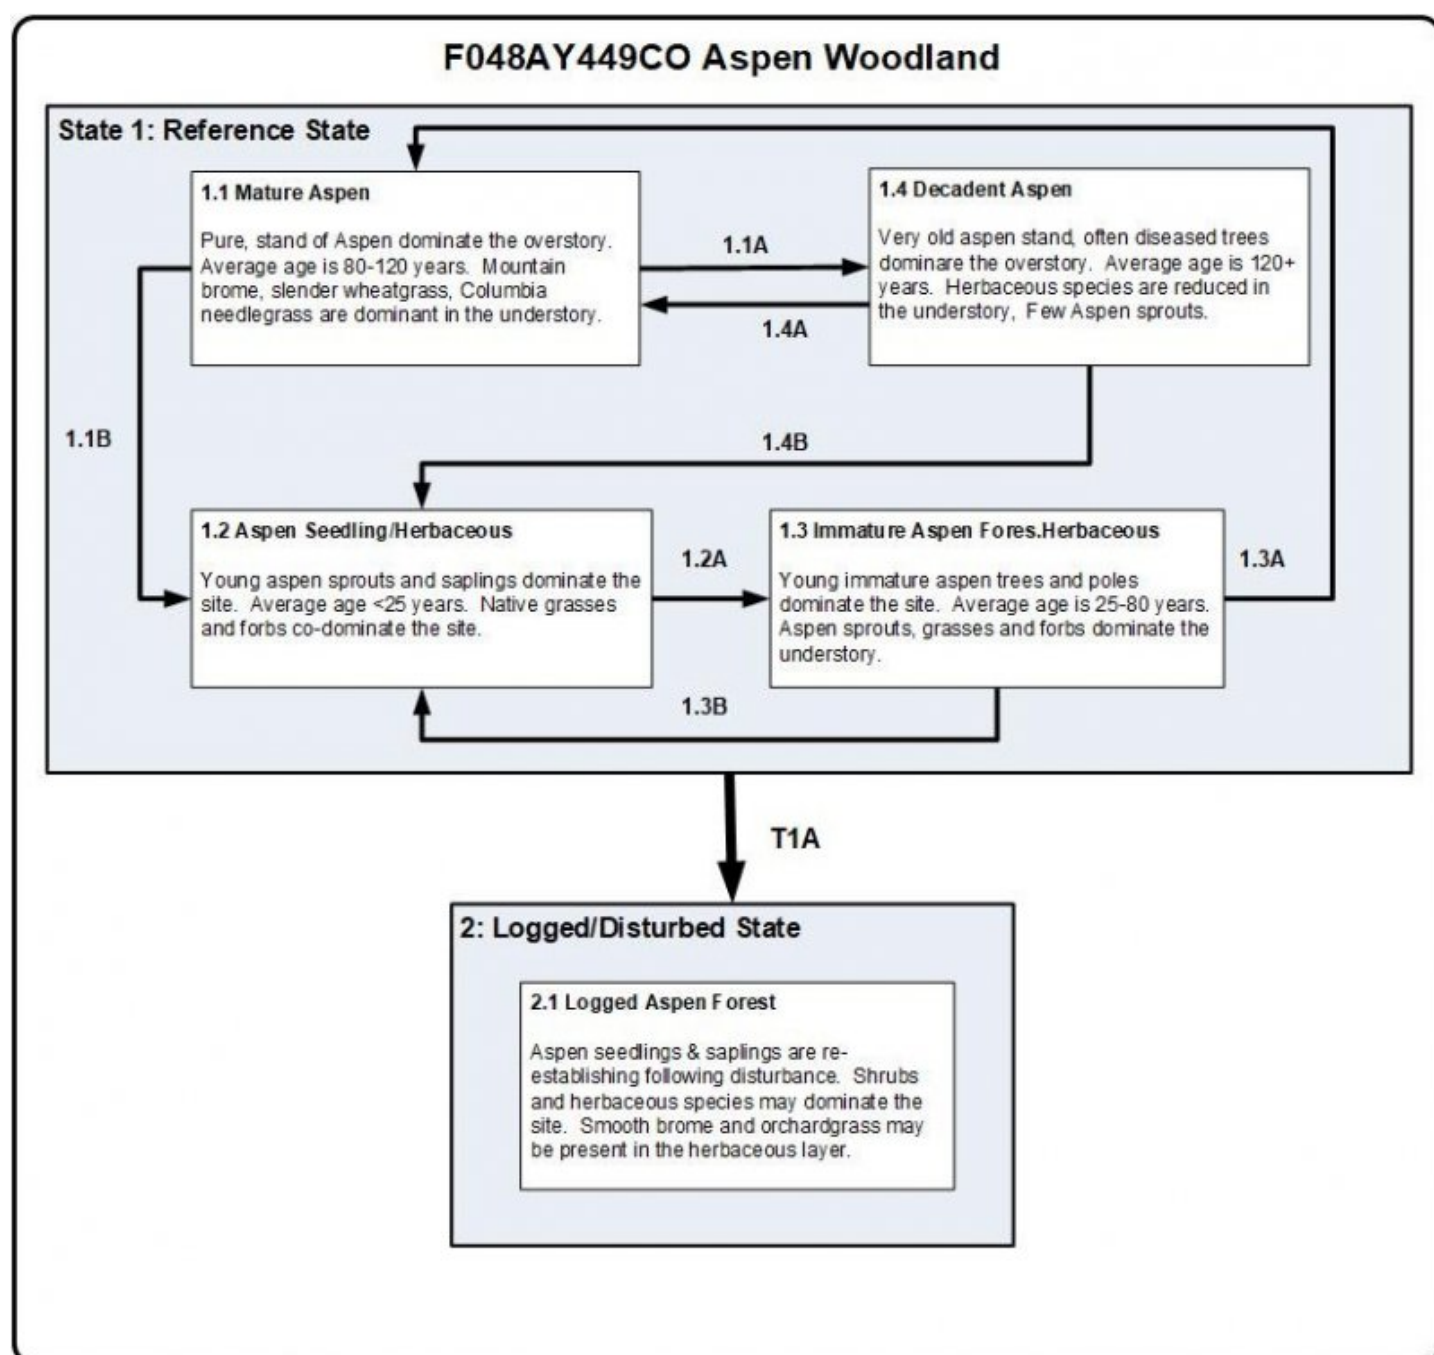 F048AY449CO Aspen Woodland
State 1: Reference State
1.1 Mature Aspen
Pure, stand of Aspen dominate the overstory.
Average age is 80-120 years. Mountain
brome, slender wheatgrass, Columbia
needlegrass are dominant in the understory.
1.1A
1.4A
1.4 Decadent Aspen
Very old aspen stand, often diseased trees
dominare the overstory. Average age is 120+
years. Herbaceous species are reduced in
the understory, Few Aspen sprouts.
1.1B
1.4B
1.2 Aspen Seedling/Herbaceous
Young aspen sprouts and saplings dominate the
site. Average age <25 years. Native grasses
and forbs co-dominate the site.
1.2A
1.3 Immature Aspen Fores.Herbaceous
Young immature aspen trees and poles
dominate the site. Average age is 25-80 years.
Aspen sprouts, grasses and forbs dominate the
understory.
1.3A
1.3B
T1A
2: Logged/Disturbed State
2.1 Logged Aspen Forest
Aspen seedlings & saplings are re-
establishing following disturbance. Shrubs
and herbaceous species may dominate the
site. Smooth brome and orchardgrass may
be present in the herbaceous layer.